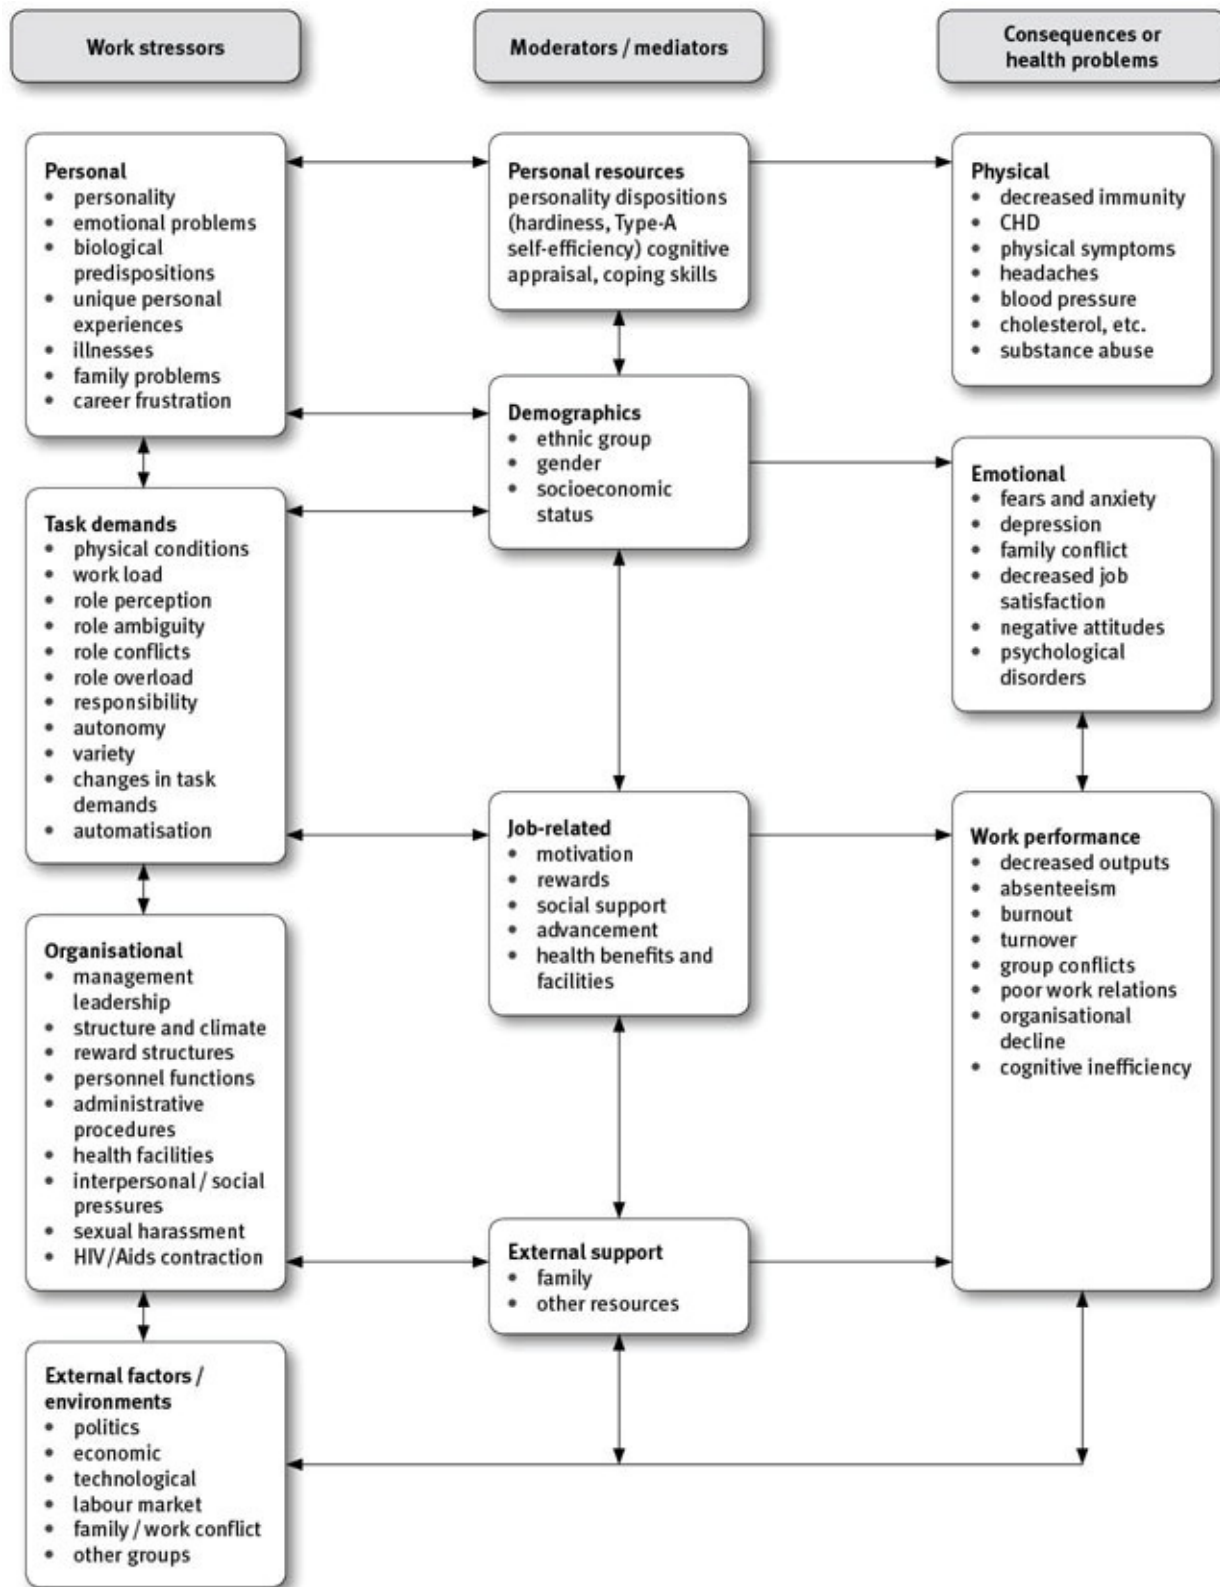 Work stressors
Moderators / mediators
Consequences or
health problems
Personal
• personality
• emotional problems
• biological
predispositions
• unique personal
experiences
• illnesses
• family problems
• career frustration
Task demands
• physical conditions
• work load
• role perception
• role ambiguity
• role conflicts
• role overload
• responsibility
• autonomy
• variety
• changes in task
demands
• automatisation
Organisational
• management
leadership
• structure and climate
• reward structures
• personnel functions
• administrative
procedures
• health facilities
• interpersonal / social
pressures
• sexual harassment
• HIV/Aids contraction
External factors /
environments
• politics
• economic
• technological
• labour market
• family / work conflict
• other groups
Personal resources
personality dispositions
(hardiness, Type-A
self-efficiency) cognitive
appraisal, coping skills
Demographics
• ethnic group
• gender
• socioeconomic
status
Job-related
• motivation
• rewards
• social support
• advancement
• health benefits and
facilities
External support
• family
• other resources
Physical
• decreased immunity
• CHD
• physical symptoms
• headaches
• blood pressure
• cholesterol, etc.
• substance abuse
Emotional
• fears and anxiety
• depression
• family conflict
• decreased job
satisfaction
• negative attitudes
• psychological
disorders
Work performance
• decreased outputs
• absenteeism
• burnout
• turnover
• group conflicts
• poor work relations
• organisational
decline
• cognitive inefficiency